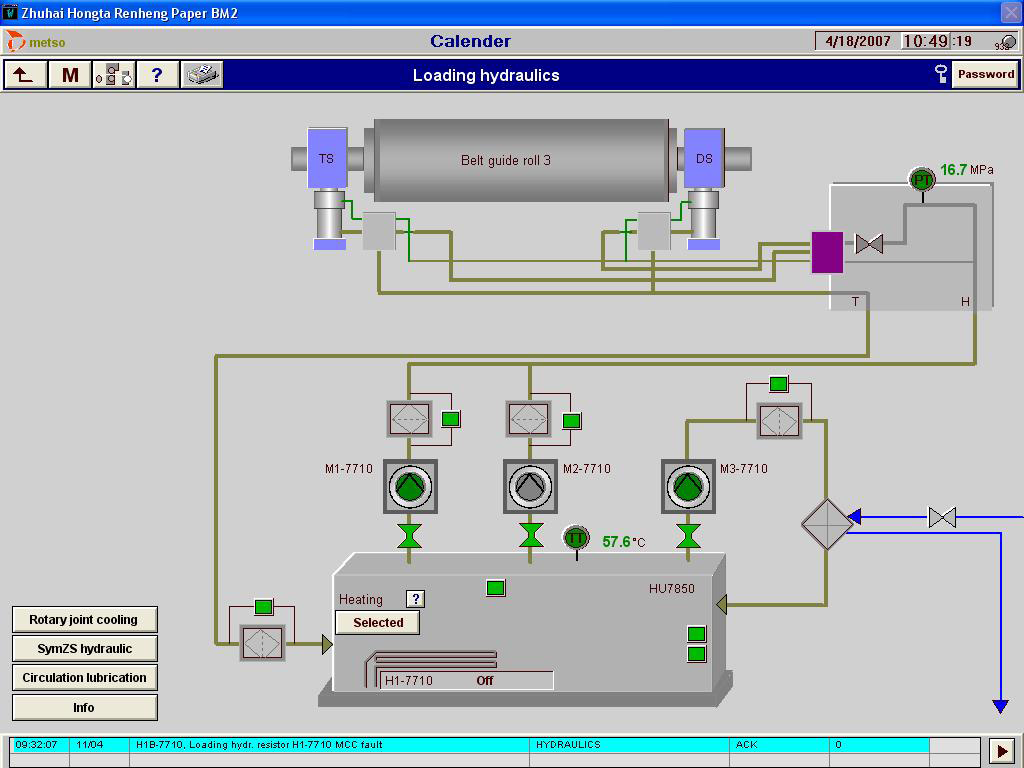 Zhuhai Hongta Renheng Paper BM2
metso
Calender
4/18/2007 10:49:19
M
?
Loading hydraulics
Password
TS
Belt guide roll 3
DS
PT
16.7 MPa
T
H
M1-7710
M2-7710
M3-7710
TT
57.6 °C
HU7850
Heating
?
Selected
H1-7710
Off
Rotary joint cooling
SymZS hydraulic
Circulation lubrication
Info
09:32:07 11/04 H1B-7710, Loading hydr. resistor H1-7710 MCC fault HYDRAULICS ACK 0